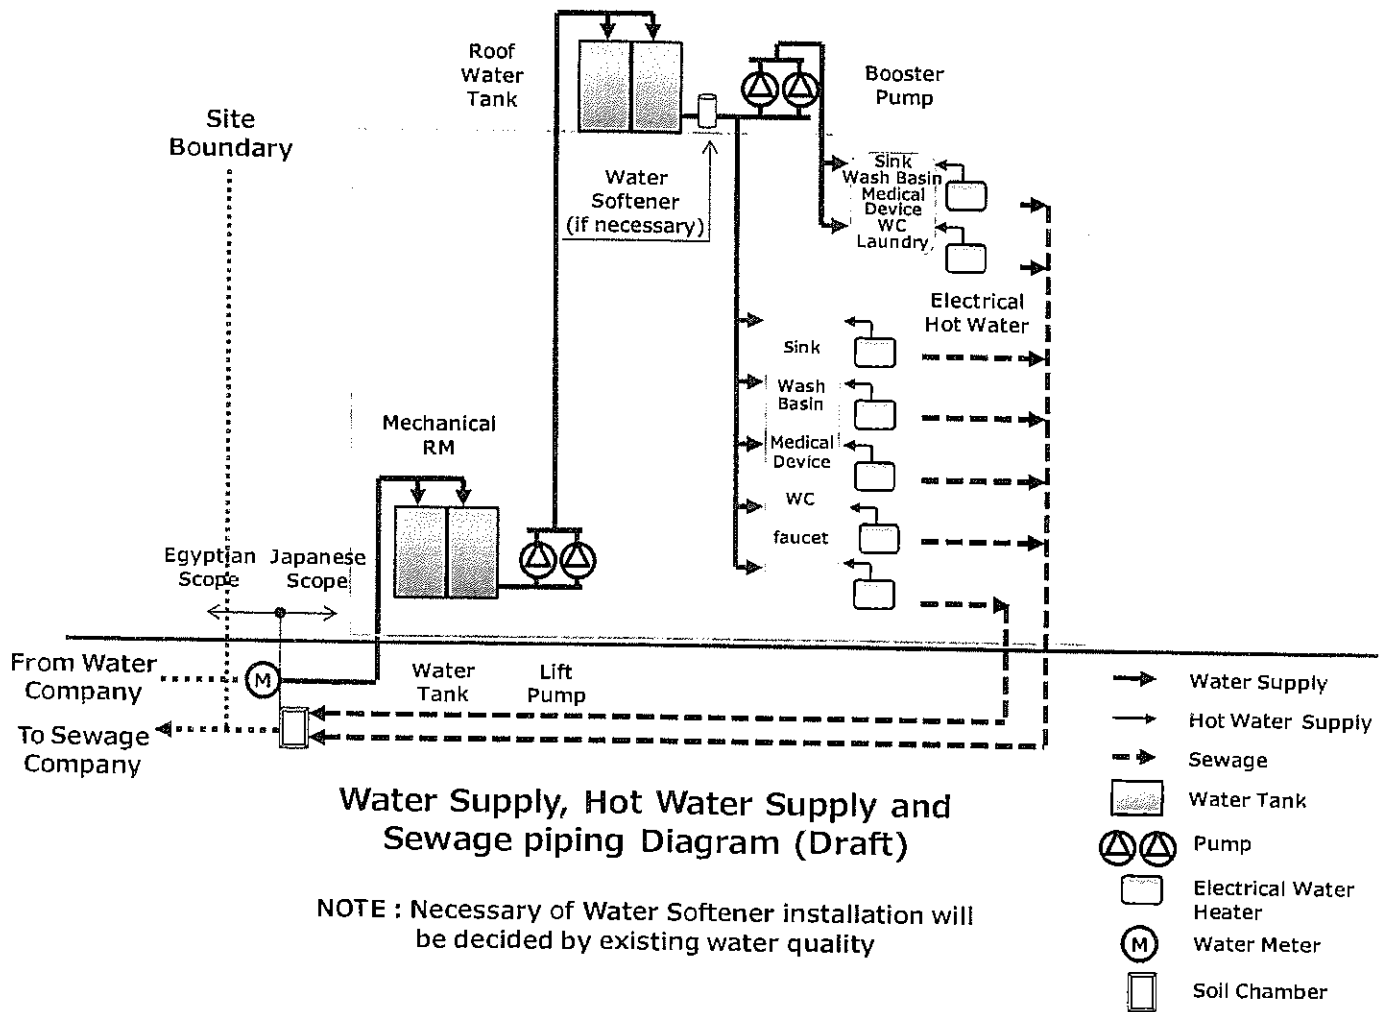 Roof
Water
Tank
Booster
Pump
Site
Boundary
Water
Softener
(if necessary)
Sink
Wash Basin
Medical
Device
WC
Laundry
Electrical
Hot Water
Sink
Wash
Basin
Medical
Device
WC
faucet
Mechanical
RM
Egyptian
Scope
Japanese
Scope
From Water
Company
M
Water
Tank
Lift
Pump
To Sewage
Company
Water Supply
Hot Water Supply
Sewage
Water Tank
Pump
Electrical Water
Heater
M
Water Meter
Soil Chamber
Water Supply, Hot Water Supply and
Sewage piping Diagram (Draft)
NOTE : Necessary of Water Softener installation will
be decided by existing water quality